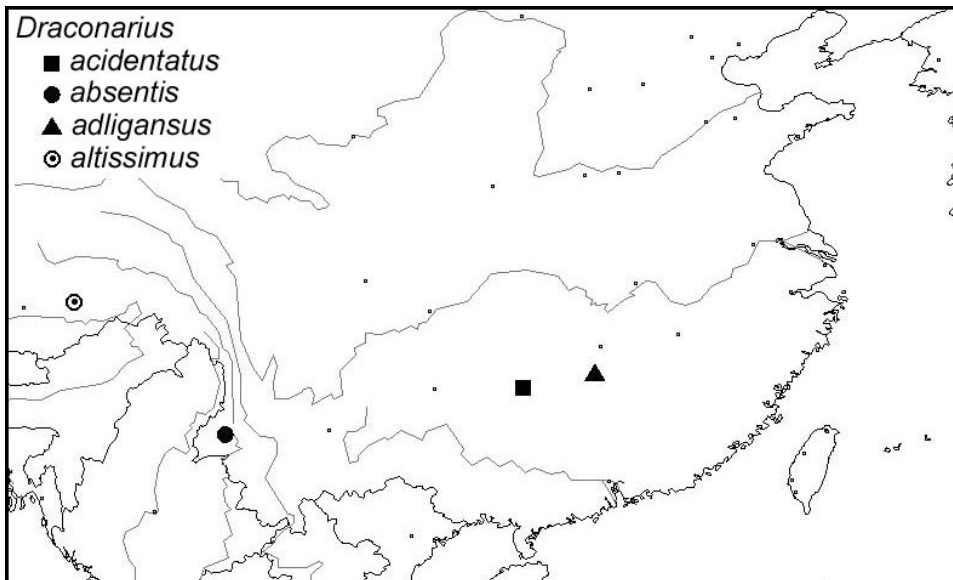 Draconarius
acidentatus
absentis
adligansus
altissimus